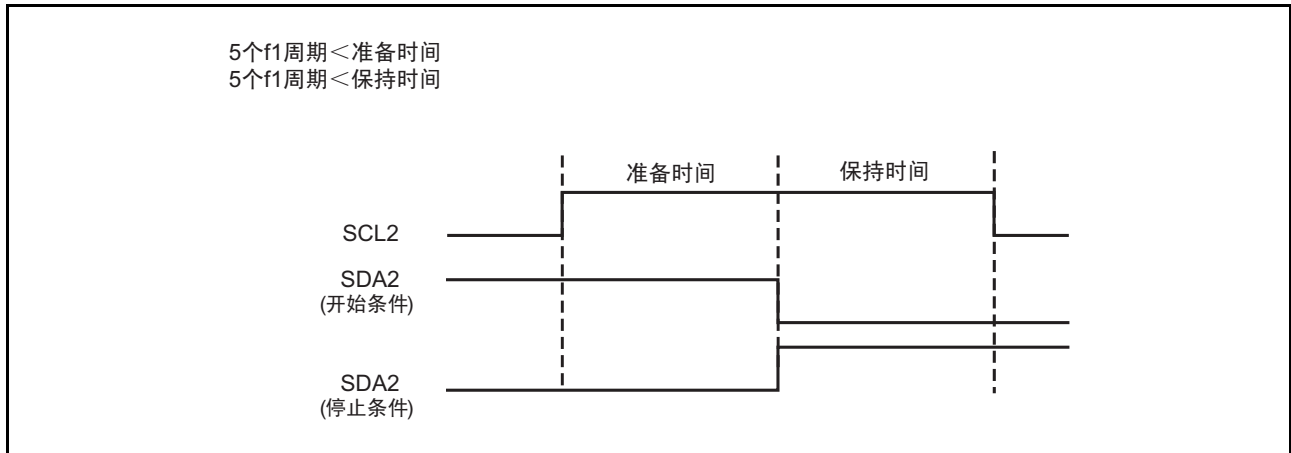 5个f1周期＜准备时间
5个f1周期＜保持时间
准备时间 保持时间
SCL2
SDA2
(开始条件)
SDA2
(停止条件)